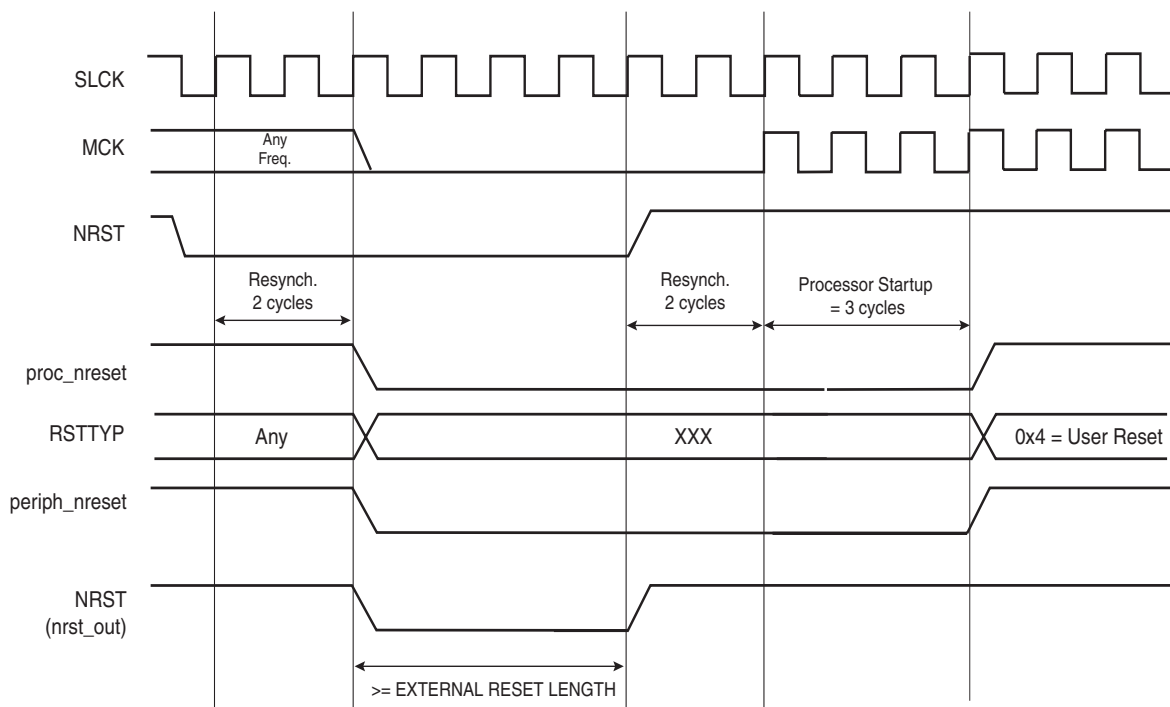 SLCK
MCK
Any
Freq.
NRST
Resynch.
2 cycles
Resynch.
2 cycles
Processor Startup
= 3 cycles
proc_nreset
RSTTYP
Any
XXX
0x4 = User Reset
periph_nreset
NRST
(nrst_out)
>= EXTERNAL RESET LENGTH